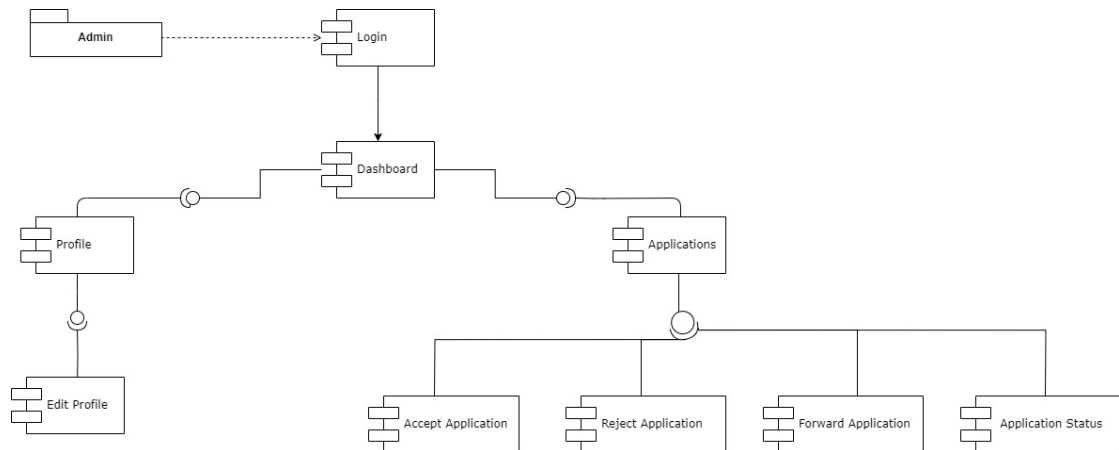 Admin
Login
Dashboard
Profile
Applications
Edit Profile
Accept Application
Reject Application
Forward Application
Application Status